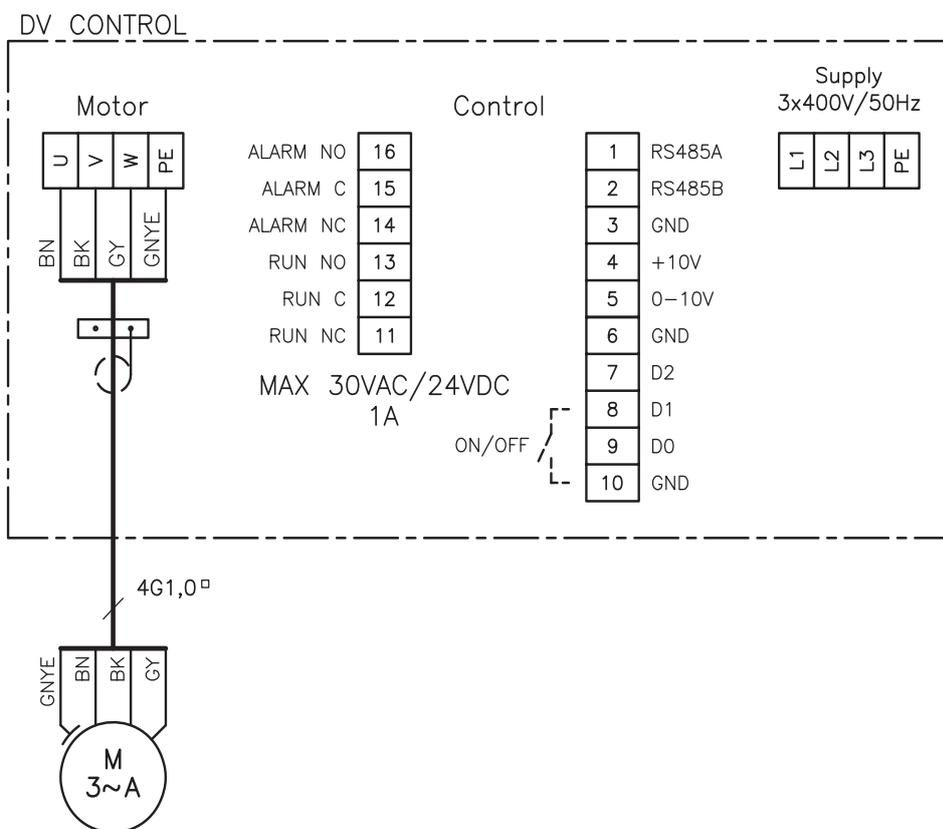 DV CONTROL
Motor
Control
Supply
3x400V/50Hz
U V W PE
BN BK GY GNYE
ALARM NO 16
ALARM C 15
ALARM NC 14
RUN NO 13
RUN C 12
RUN NC 11
MAX 30VAC/24VDC
1A
1 RS485A
2 RS485B
3 GND
4 +10V
5 0-10V
6 GND
7 D2
8 D1
9 D0
10 GND
ON/OFF
L1 L2 L3 PE
4G1,0▫
GNYE BN BK GY
M
3~A